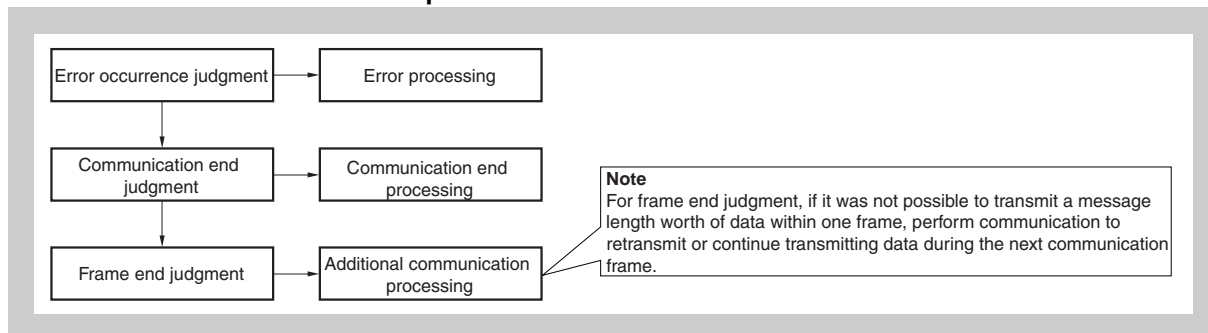 Error occurrence judgment
Error processing
Communication end
judgment
Communication end
processing
Frame end judgment
Additional communication
processing
Note
For frame end judgment, if it was not possible to transmit a message
length worth of data within one frame, perform communication to
retransmit or continue transmitting data during the next communication
frame.